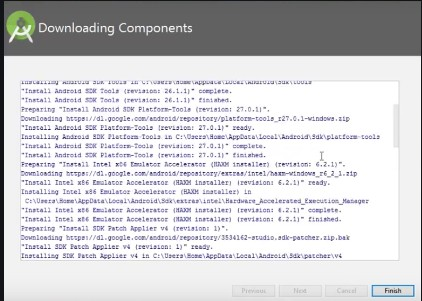 Downloading Components
Installing Android SDK Tools in C:\Users\Home\AppData\Local\Android\Sdk\tools
"Install Android SDK Tools (revision: 26.1.1)" complete.
"Install Android SDK Tools (revision: 26.1.1)" finished.
Preparing "Install Android SDK Platform-Tools (revision: 27.0.1)".
Downloading https://dl.google.com/android/repository/platform-tools_r27.0.1-windows.zip
"Install Android SDK Platform-Tools (revision: 27.0.1)" ready.
Installing Android SDK Platform-Tools in C:\Users\Home\AppData\Local\Android\Sdk\platform-tools
"Install Android SDK Platform-Tools (revision: 27.0.1)" complete.
"Install Android SDK Platform-Tools (revision: 27.0.1)" finished.
Preparing "Install Intel x86 Emulator Accelerator (HAXM installer) (revision: 6.2.1)".
Downloading https://dl.google.com/android/repository/extras/intel/haxm-windows_r6_2_1.zip
"Install Intel x86 Emulator Accelerator (HAXM installer) (revision: 6.2.1)" ready.
Installing Intel x86 Emulator Accelerator (HAXM installer) in
C:\Users\Home\AppData\Local\Android\Sdk\extras\intel\Hardware_Accelerated_Execution_Manager
"Install Intel x86 Emulator Accelerator (HAXM installer) (revision: 6.2.1)" complete.
"Install Intel x86 Emulator Accelerator (HAXM installer) (revision: 6.2.1)" finished.
Preparing "Install SDK Patch Applier v4 (revision: 1)".
Downloading https://dl.google.com/android/repository/3534162-studio.sdk-patcher.zip.bak
"Install SDK Patch Applier v4 (revision: 1)" ready.
Installing SDK Patch Applier v4 in C:\Users\Home\AppData\Local\Android\Sdk\patcher\v4
Previous Next Cancel Finish